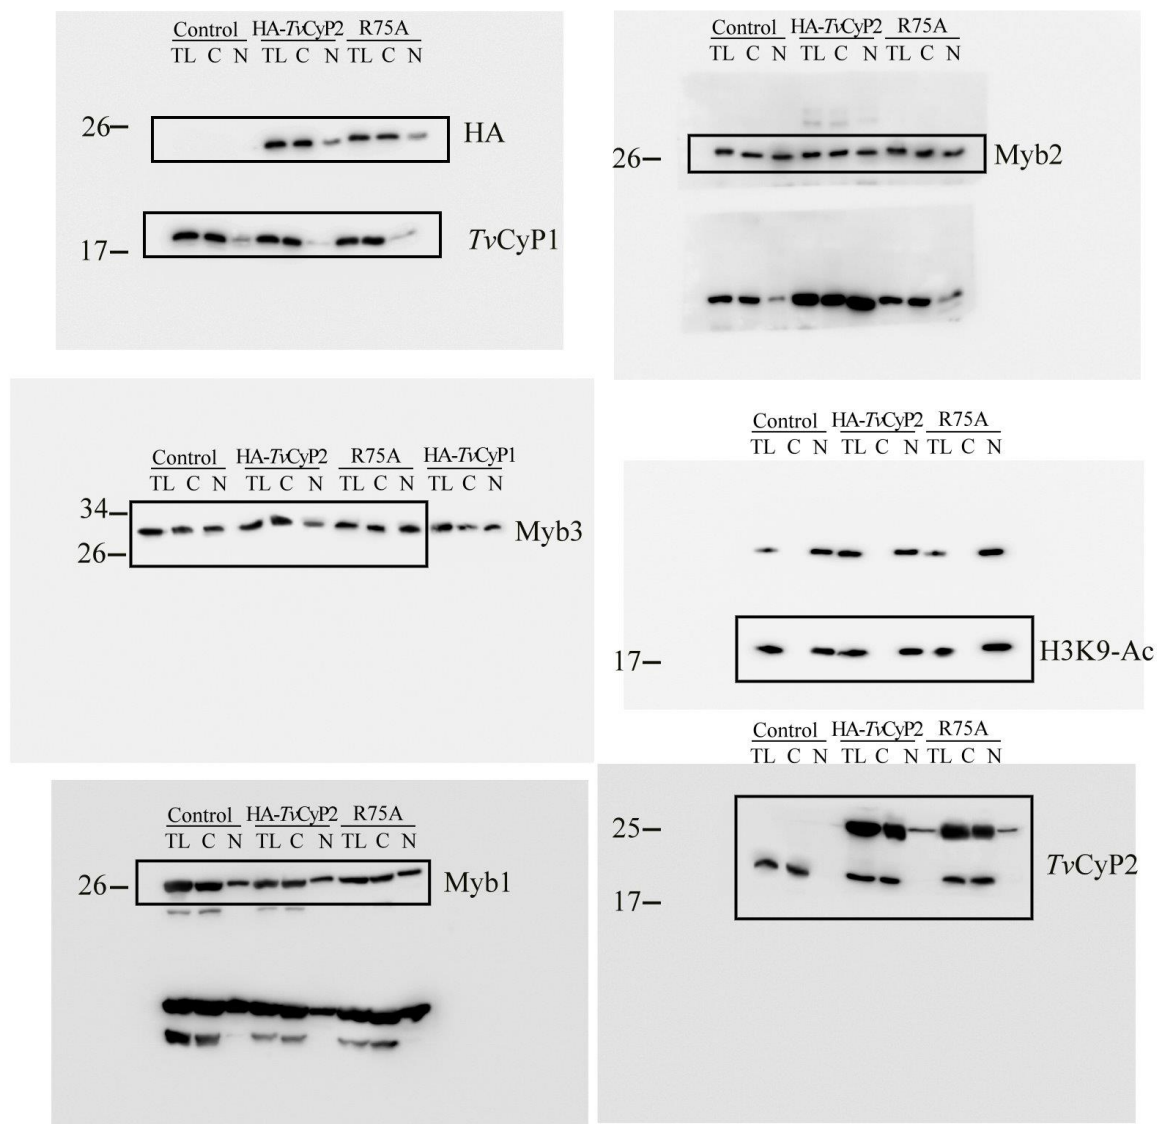 Control HA-TvCyP2 R75A
TL C N TL C N TL C N
26
HA
17
TvCyP1
Control HA-TvCyP2 R75A
TL C N TL C N TL C N
26
Myb2
Control HA-TvCyP2 R75A HA-TvCyP1
TL C N TL C N TL C N TL C N
34
26
Myb3
Control HA-TvCyP2 R75A
TL C N TL C N TL C N
17
H3K9-Ac
Control HA-TvCyP2 R75A
TL C N TL C N TL C N
26
Myb1
Control HA-TvCyP2 R75A
TL C N TL C N TL C N
25
17
TvCyP2